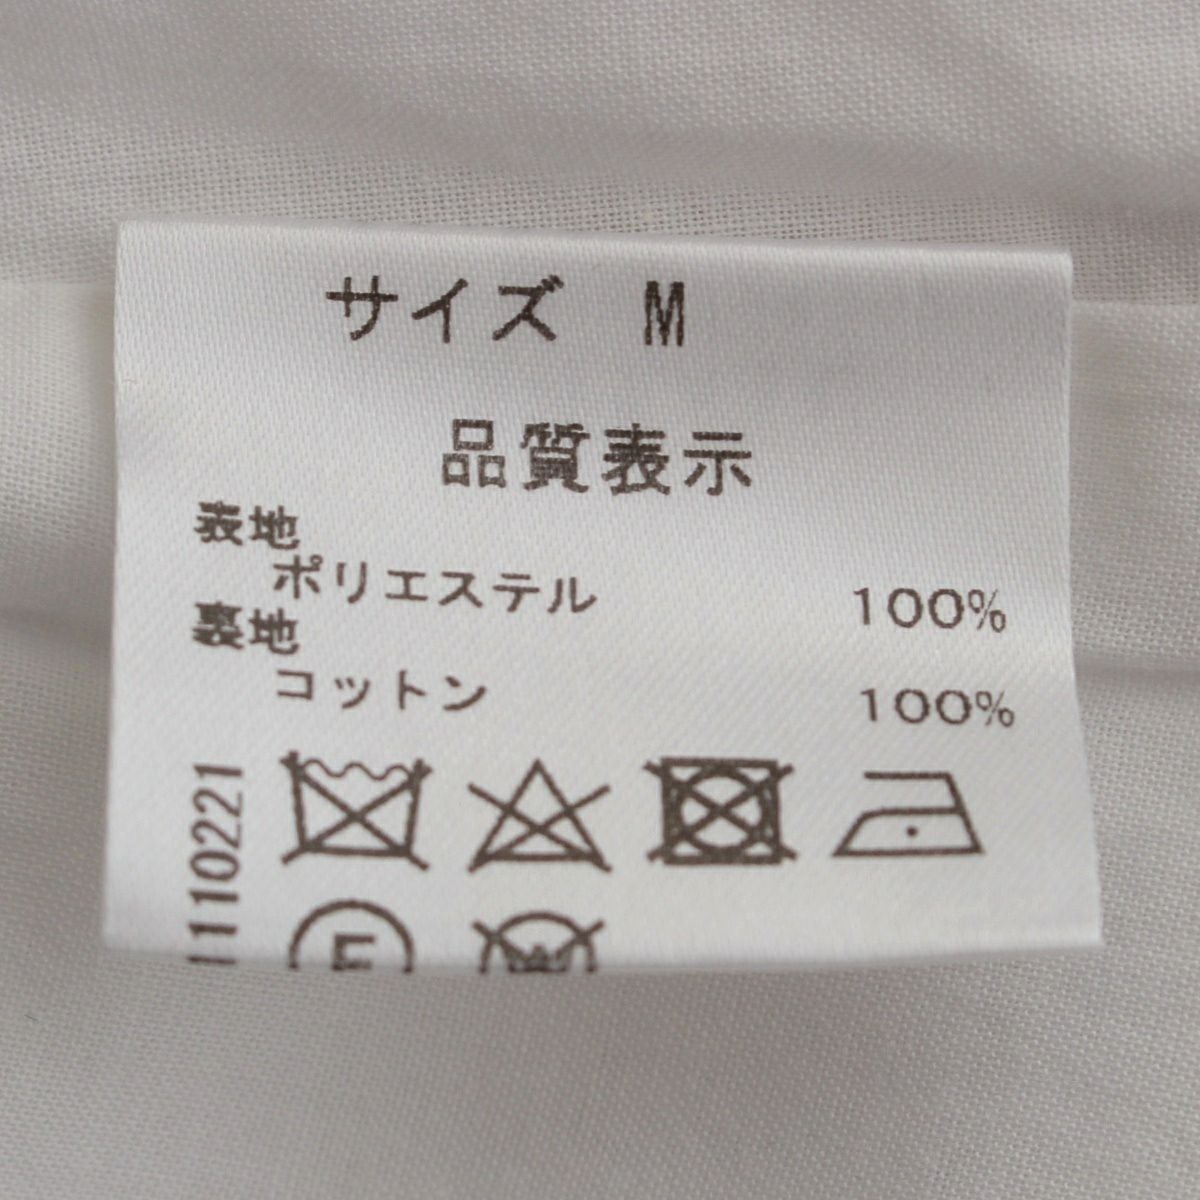 サイズ M
品質表示
表地
ポリエステル 100%
裏地
コットン 100%
1110221
F
W